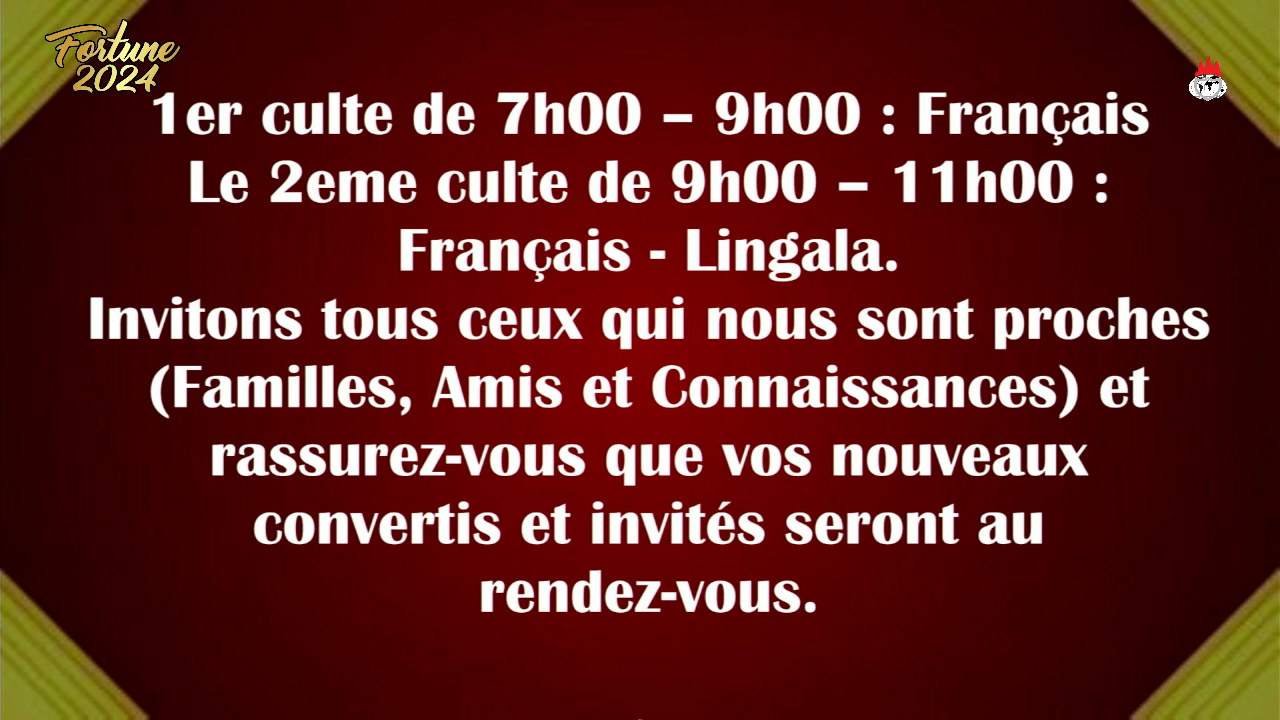 Fortune
2024
1er culte de 7h00 – 9h00 : Français
Le 2eme culte de 9h00 – 11h00 :
Français - Lingala.
Invitons tous ceux qui nous sont proches
(Familles, Amis et Connaissances) et
rassurez-vous que vos nouveaux
convertis et invités seront au
rendez-vous.